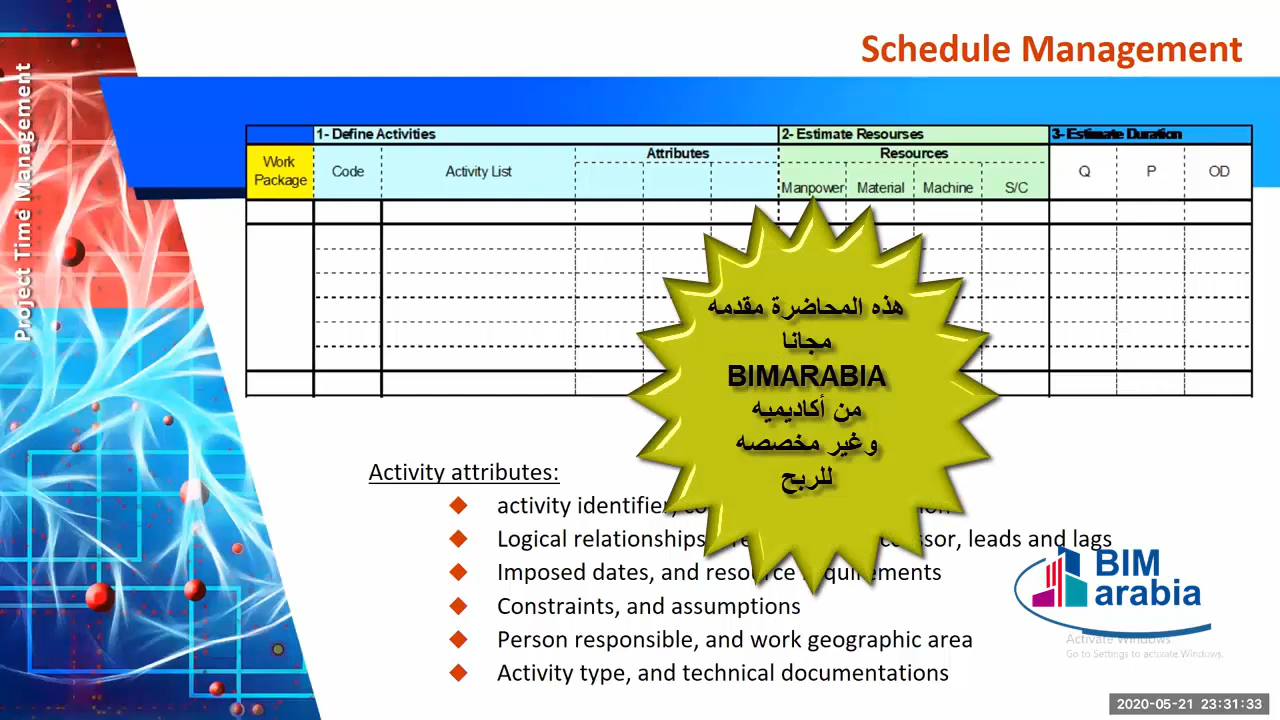 Schedule Management
Project Time Management
1- Define Activities
2- Estimate Resourses
3- Estimate Duration
Work Package
Code
Activity List
Attributes
Resources
Manpower
Material
Machine
S/C
Q
P
OD
هذه المحاضرة مقدمه
مجانا
BIMARABIA
من أكاديميه
وغير مخصصه
للربح
Activity attributes:
activity identifier,
Logical relationships leads and lags
Imposed dates, and resource requirements
Constraints, and assumptions
Person responsible, and work geographic area
Activity type, and technical documentations
BIM
arabia
Activate Windows
Go to Settings to activate Windows.
2020-05-21 23:31:33